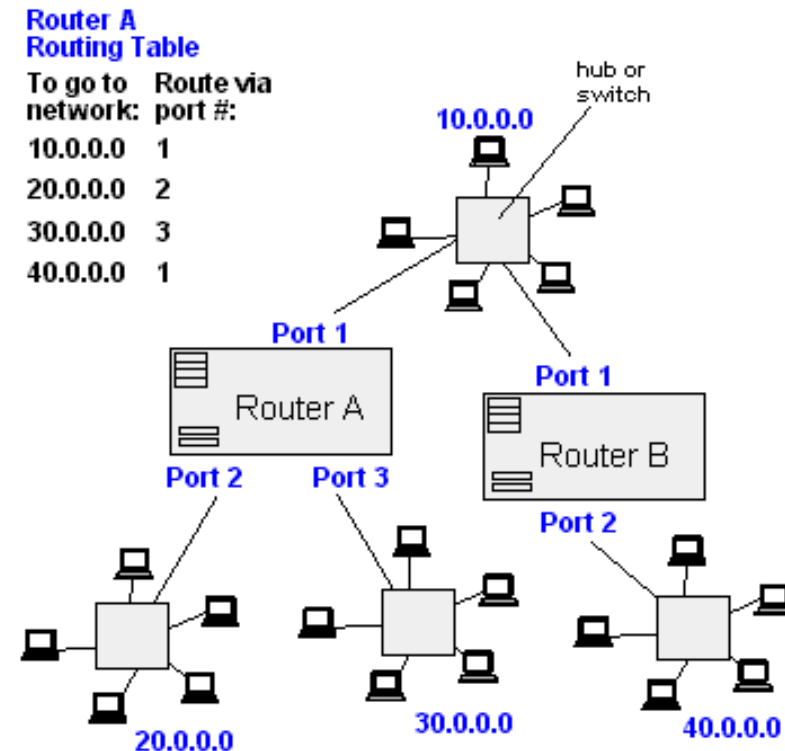 Router A
Routing Table
To go to Route via
network: port #:
10.0.0.0 1
20.0.0.0 2
30.0.0.0 3
40.0.0.0 1
hub or
switch
10.0.0.0
Port 1
Router A
Port 2 Port 3
Port 1
Router B
Port 2
20.0.0.0
30.0.0.0
40.0.0.0